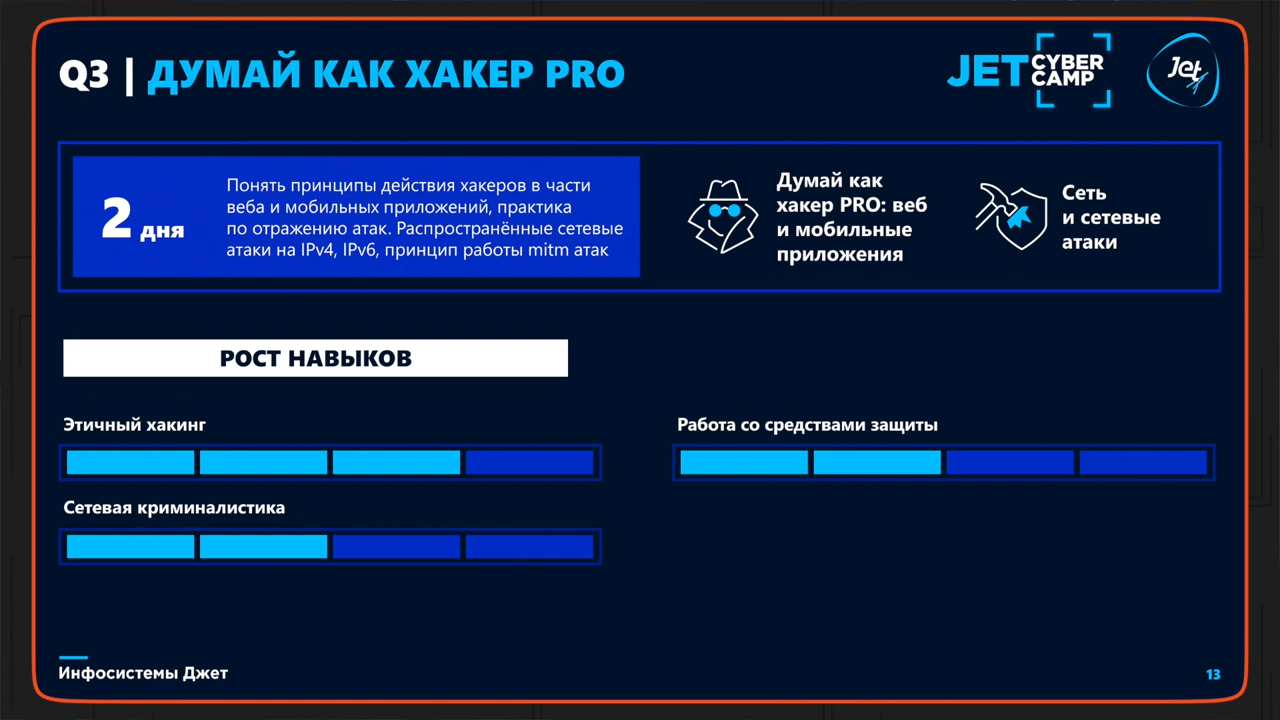 Q3 | ДУМАЙ КАК ХАКЕР PRO
JET CYBER CAMP
Jet
2 дня
Понять принципы действия хакеров в части
веба и мобильных приложений, практика
по отражению атак. Распространённые сетевые
атаки на IPv4, IPv6, принцип работы mitm атак
Думай как
хакер PRO: веб
и мобильные
приложения
Сеть
и сетевые
атаки
РОСТ НАВЫКОВ
Этичный хакинг
Работа со средствами защиты
Сетевая криминалистика
Инфосистемы Джет
13